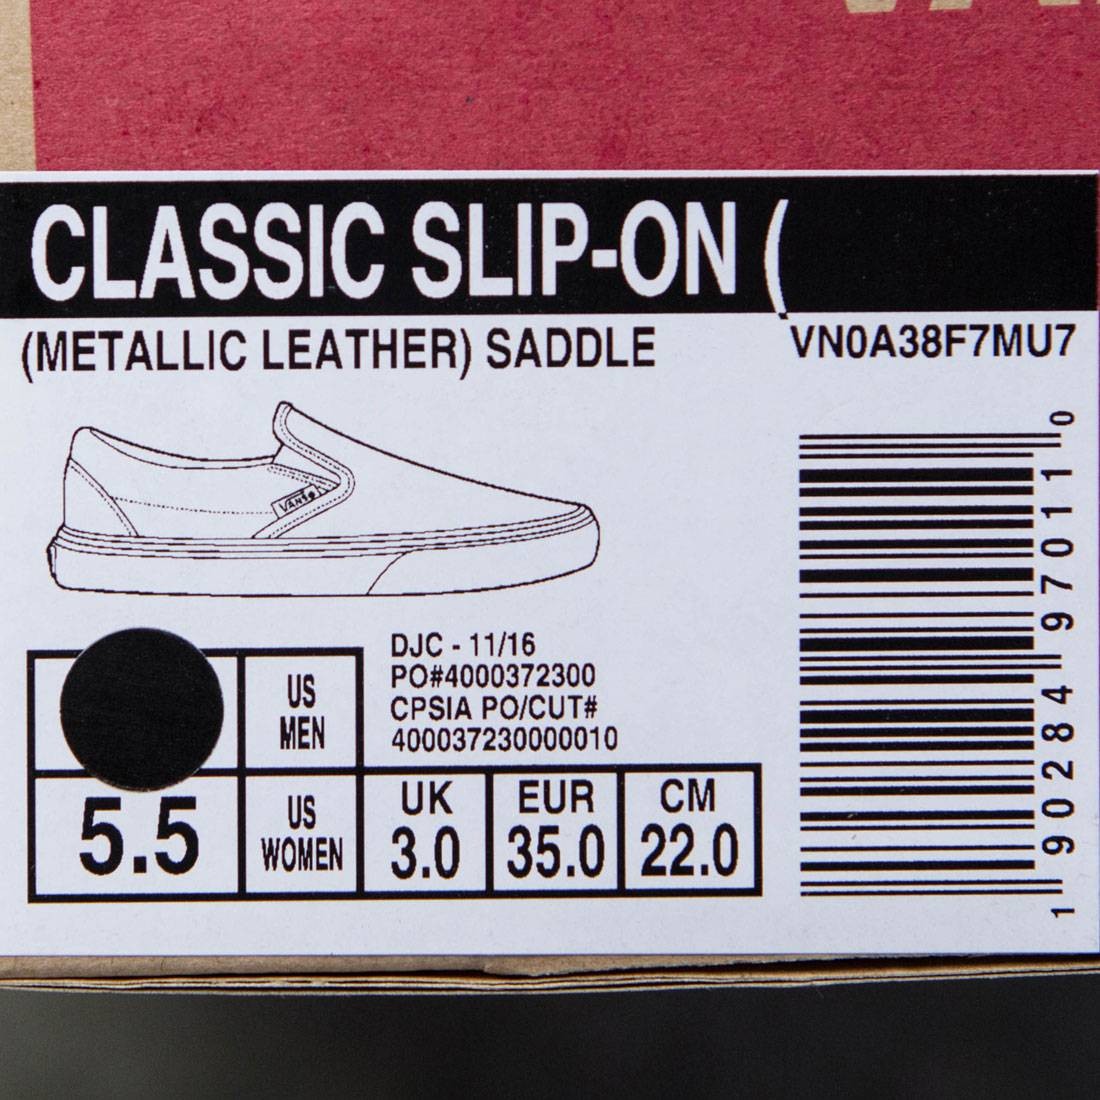 CLASSIC SLIP-ON (
(METALLIC LEATHER) SADDLE
VN0A38F7MU7
VANS
DJC - 11/16
PO#4000372300
CPSIA PO/CUT#
400037230000010
US
MEN
5.5
US
WOMEN
UK
3.0
EUR
35.0
CM
22.0
1 90284 97011 0